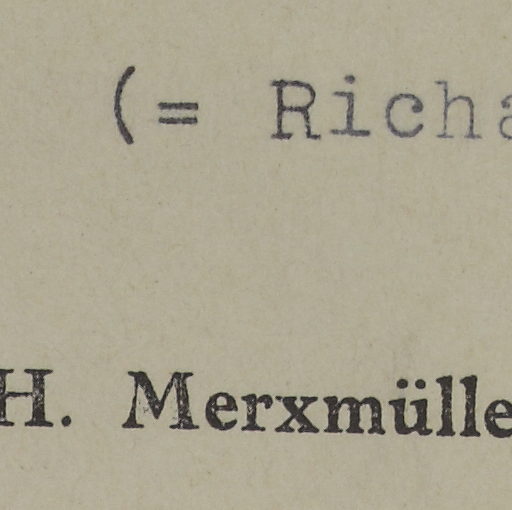 (= Richa
H. Merxmülle